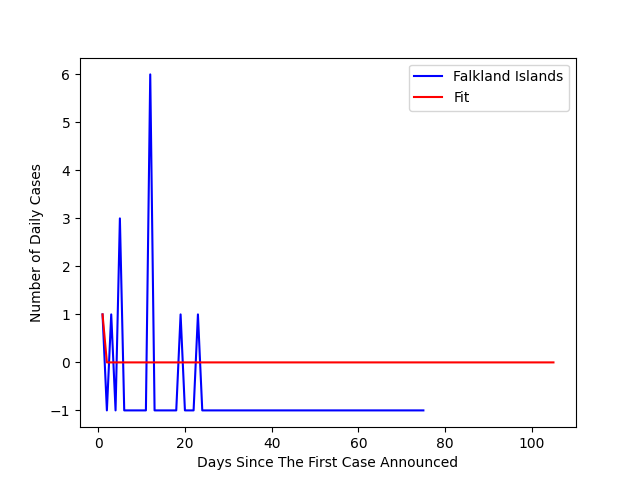 Falkland Islands
Fit
Number of Daily Cases
6
5
4
3
2
1
0
−1
0 20 40 60 80 100
Days Since The First Case Announced